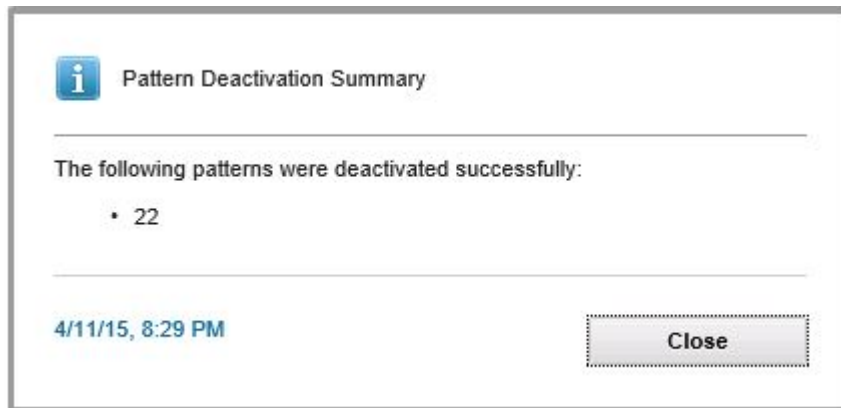 Pattern Deactivation Summary
The following patterns were deactivated successfully:
• 22
4/11/15, 8:29 PM
Close